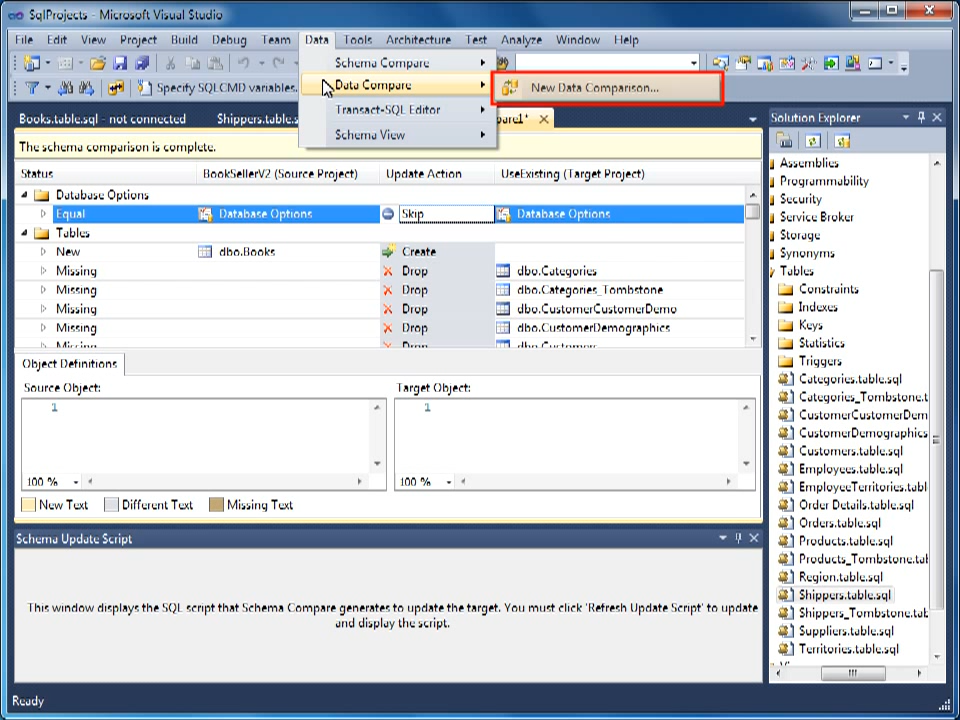 SqlProjects - Microsoft Visual Studio
File Edit View Project Build Debug Team Data Tools Architecture Test Analyze Window Help
Schema Compare
Specify SQLCMD variables.
Data Compare
New Data Comparison...
Transact-SQL Editor
Schema View
Books.table.sql - not connected Shippers.table.s pare1*
Solution Explorer
The schema comparison is complete.
Status BookSellerV2 (Source Project) Update Action UseExisting (Target Project)
Database Options
Equal Database Options Skip Database Options
Tables
New dbo.Books Create
Missing Drop dbo.Categories
Missing Drop dbo.Categories_Tombstone
Missing Drop dbo.CustomerCustomerDemo
Missing Drop dbo.CustomerDemographics
Missing Drop dbo.Customers
Object Definitions
Source Object: Target Object:
1 1
100 % 100 %
New Text Different Text Missing Text
Schema Update Script
This window displays the SQL script that Schema Compare generates to update the target. You must click 'Refresh Update Script' to update
and display the script.
Assemblies
Programmability
Security
Service Broker
Storage
Synonyms
Tables
Constraints
Indexes
Keys
Statistics
Triggers
Categories.table.sql
Categories_Tombstone.t
CustomerCustomerDem
CustomerDemographics
Customers.table.sql
Employees.table.sql
EmployeeTerritories.tabl
Order Details.table.sql
Orders.table.sql
Products.table.sql
Products_Tombstone.tab
Region.table.sql
Shippers.table.sql
Shippers_Tombstone.tab
Suppliers.table.sql
Territories.table.sql
Ready